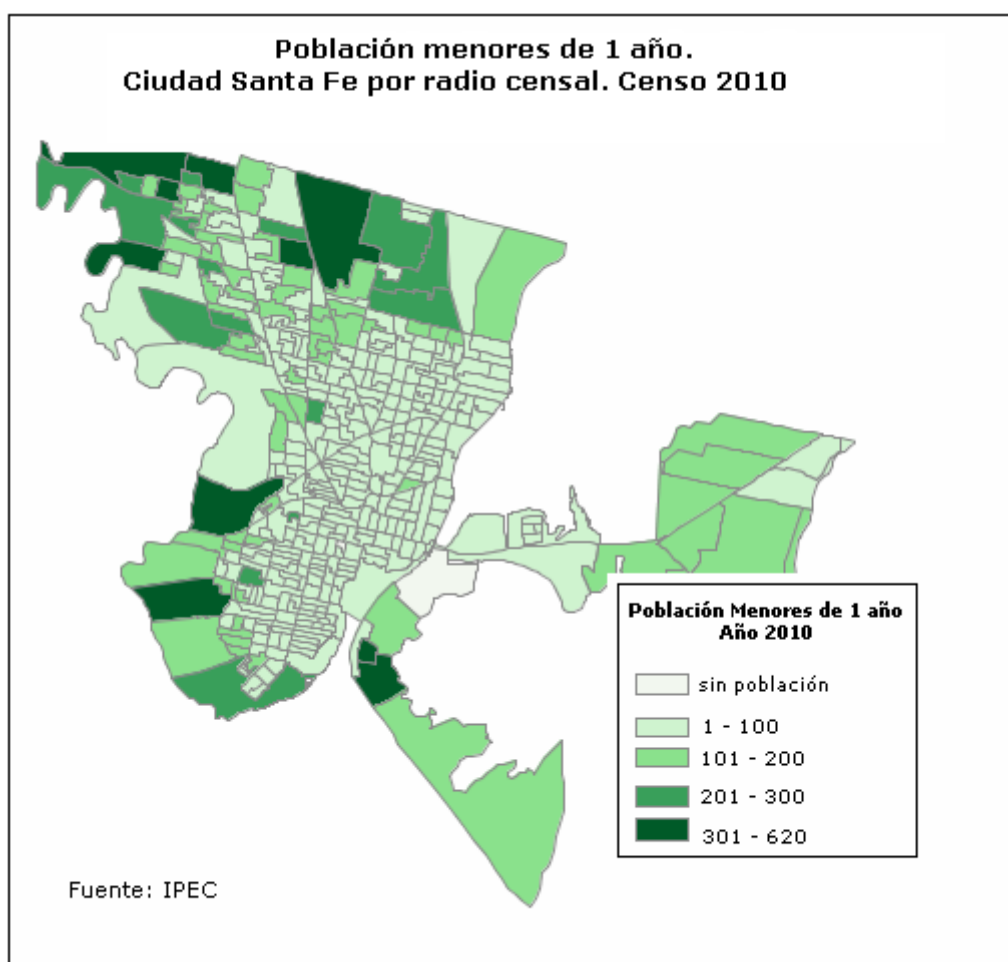 Población menores de 1 año.
Ciudad Santa Fe por radio censal. Censo 2010
Población Menores de 1 año
Año 2010
sin población
1 - 100
101 - 200
201 - 300
301 - 620
Fuente: IPEC